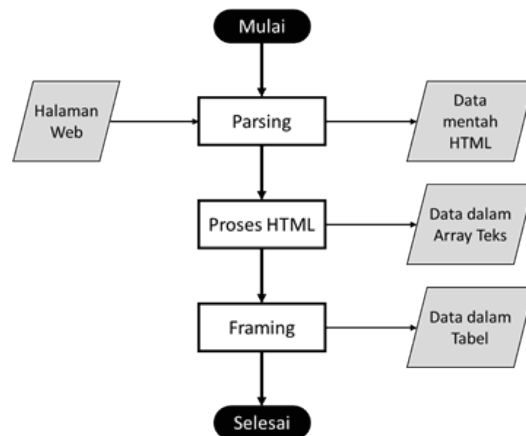 Mulai
Halaman
Web
Parsing
Data
mentah
HTML
Proses HTML
Data dalam
Array Teks
Framing
Data dalam
Tabel
Selesai